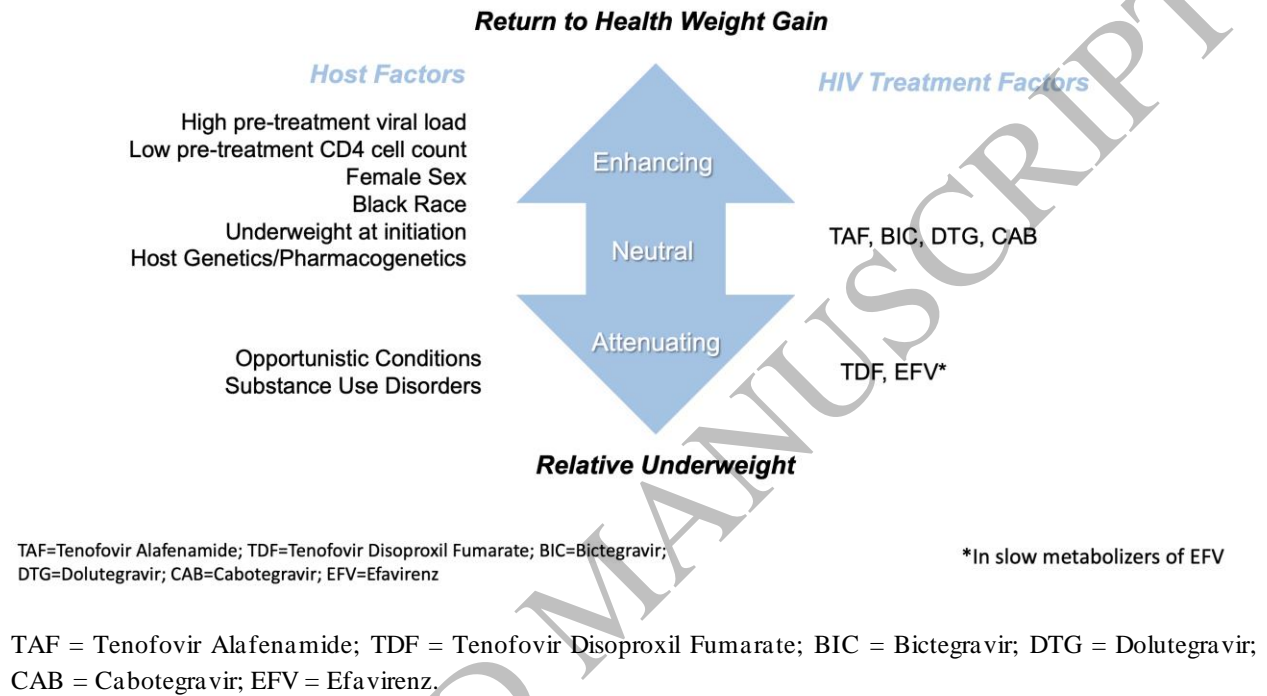 Return to Health Weight Gain
Host Factors
High pre-treatment viral load
Low pre-treatment CD4 cell count
Female Sex
Black Race
Underweight at initiation
Host Genetics/Pharmacogenetics
Opportunistic Conditions
Substance Use Disorders
Enhancing
Neutral
Attenuating
HIV Treatment Factors
TAF, BIC, DTG, CAB
TDF, EFV*
Relative Underweight
TAF=Tenofovir Alafenamide; TDF=Tenofovir Disoproxil Fumarate; BIC=Bictegravir;
DTG=Dolutegravir; CAB=Cabotegravir; EFV=Efavirenz
*In slow metabolizers of EFV
TAF = Tenofovir Alafenamide; TDF = Tenofovir Disoproxil Fumarate; BIC = Bictegravir; DTG = Dolutegravir;
CAB = Cabotegravir; EFV = Efavirenz.
D MANUSCRIPT